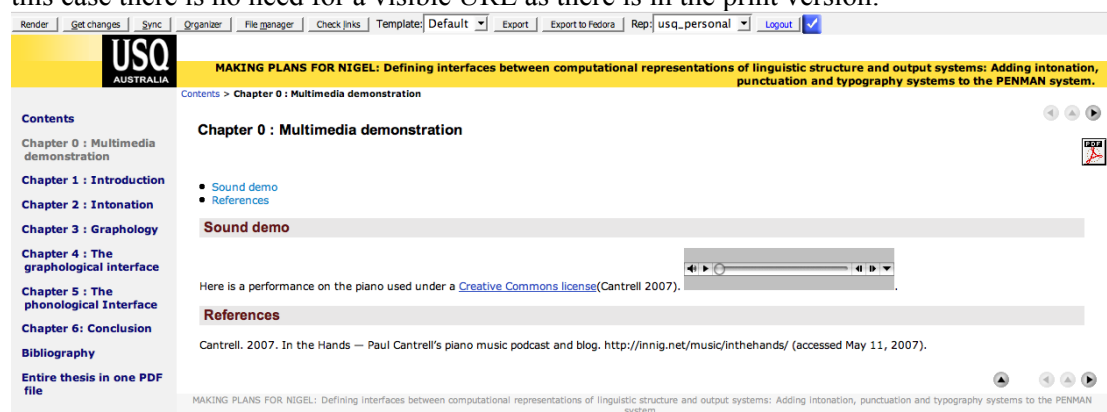 this case there is no need for a visible URL as there is in the print version.
Render Get changes Sync Organizer File manager Check links Template: Default Export Export to Fedora Rep: usq_personal Logout
USQ
AUSTRALIA
MAKING PLANS FOR NIGEL: Defining interfaces between computational representations of linguistic structure and output systems: Adding intonation,
punctuation and typography systems to the PENMAN system.
Contents > Chapter 0 : Multimedia demonstration
Contents
Chapter 0 : Multimedia
demonstration
Chapter 1 : Introduction
Chapter 2 : Intonation
Chapter 3 : Graphology
Chapter 4 : The
graphological interface
Chapter 5 : The
phonological Interface
Chapter 6: Conclusion
Bibliography
Entire thesis in one PDF
file
Chapter 0 : Multimedia demonstration
PDF
Sound demo
References
Sound demo
Here is a performance on the piano used under a Creative Commons license(Cantrell 2007). .
References
Cantrell. 2007. In the Hands — Paul Cantrell's piano music podcast and blog. http://innig.net/music/inthehands/ (accessed May 11, 2007).
MAKING PLANS FOR NIGEL: Defining interfaces between computational representations of linguistic structure and output systems: Adding intonation, punctuation and typography systems to the PENMAN
system.